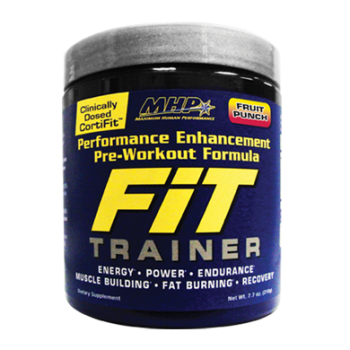 Clinically
Dosed
CortiFit™
MHP
MAXIMUM HUMAN PERFORMANCE
FRUIT
PUNCH
Performance Enhancement
Pre-Workout Formula
FiT
TRAINER
ENERGY • POWER • ENDURANCE
MUSCLE BUILDING • FAT BURNING • RECOVERY
Dietary Supplement
Net Wt. 7.7 oz.